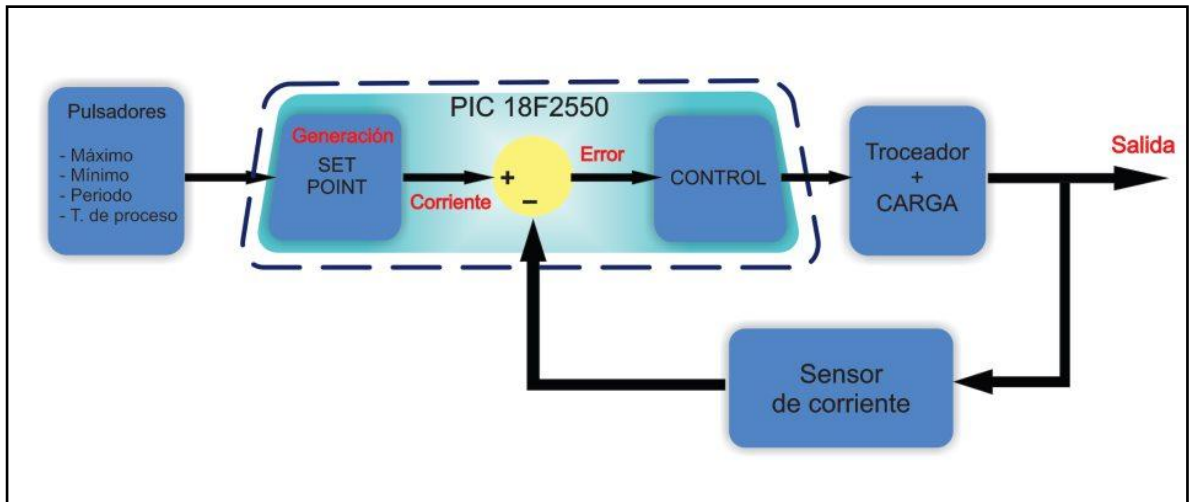 Pulsadores
- Máximo
- Mínimo
- Periodo
- T. de proceso
PIC 18F2550
Generación
SET
POINT
Corriente
+
-
Error
CONTROL
Troceador
+
CARGA
Salida
Sensor
de corriente